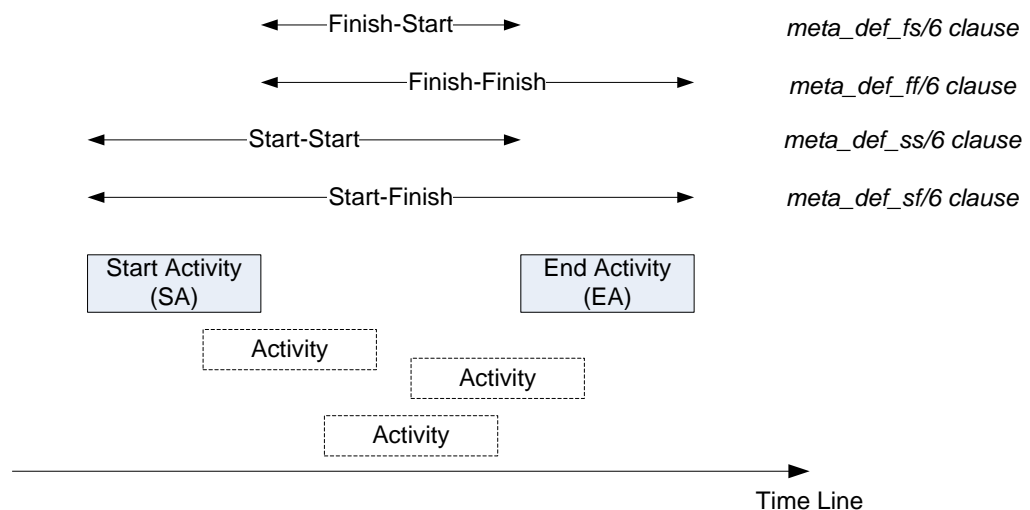 Finish-Start meta_def_fs/6 clause
Finish-Finish meta_def_ff/6 clause
Start-Start meta_def_ss/6 clause
Start-Finish meta_def_sf/6 clause
Start Activity
(SA)
End Activity
(EA)
Activity
Activity
Activity
Time Line